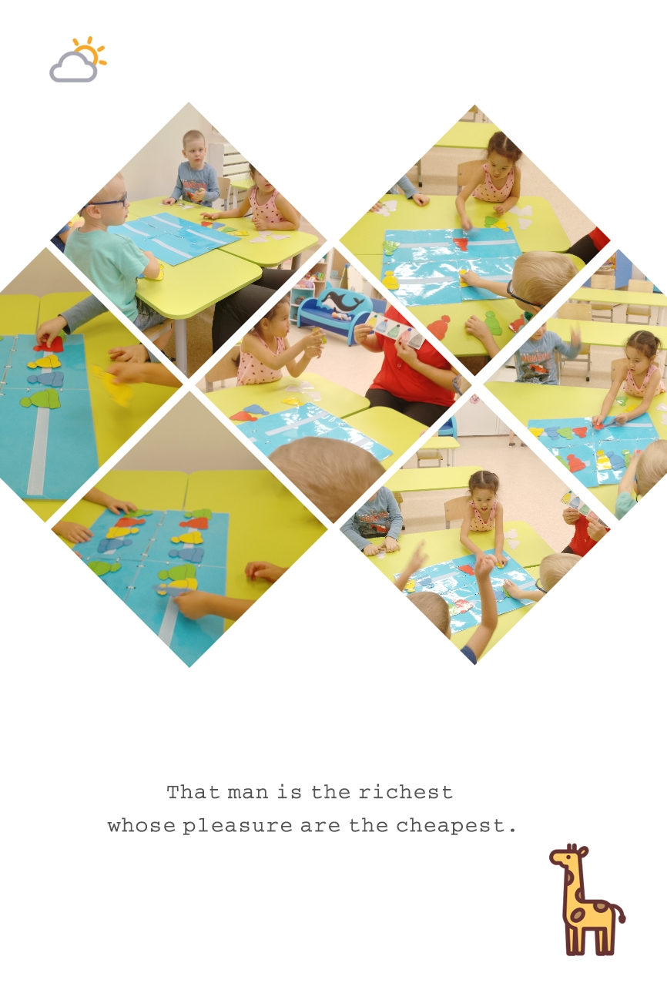 That man is the richest
whose pleasure are the cheapest.